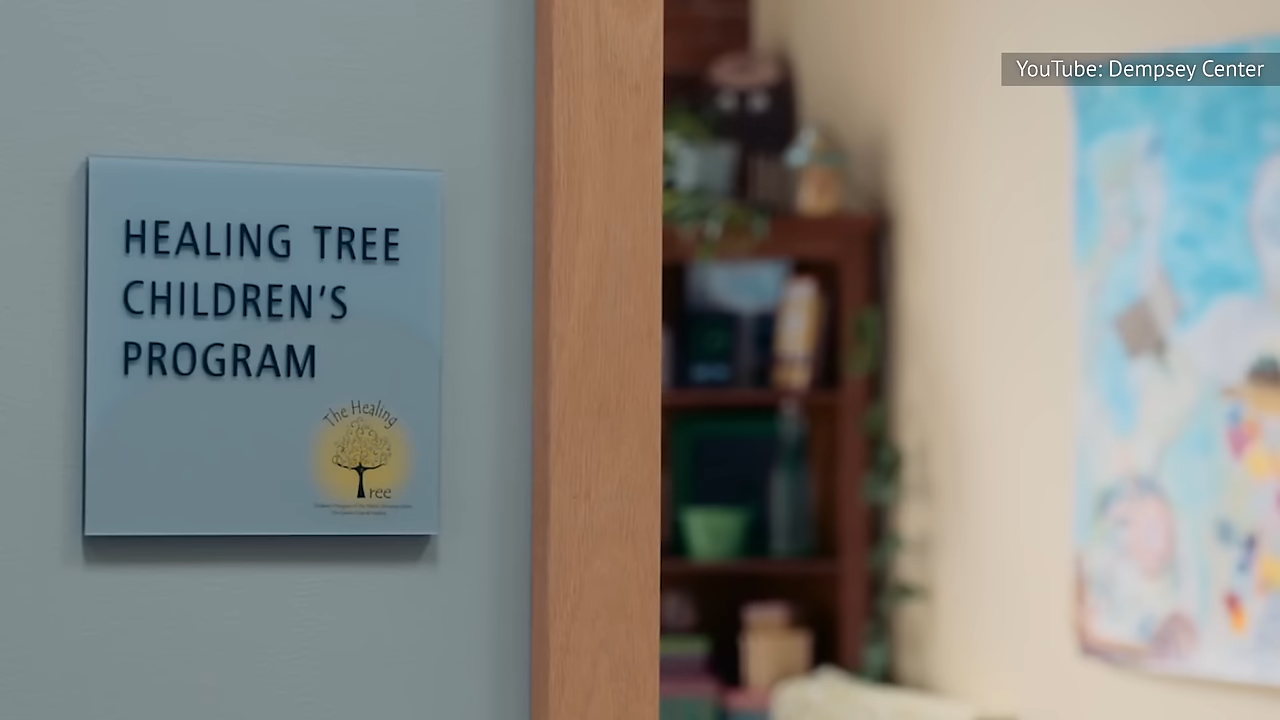 YouTube: Dempsey Center
HEALING TREE
CHILDREN'S
PROGRAM
The Healing
Tree